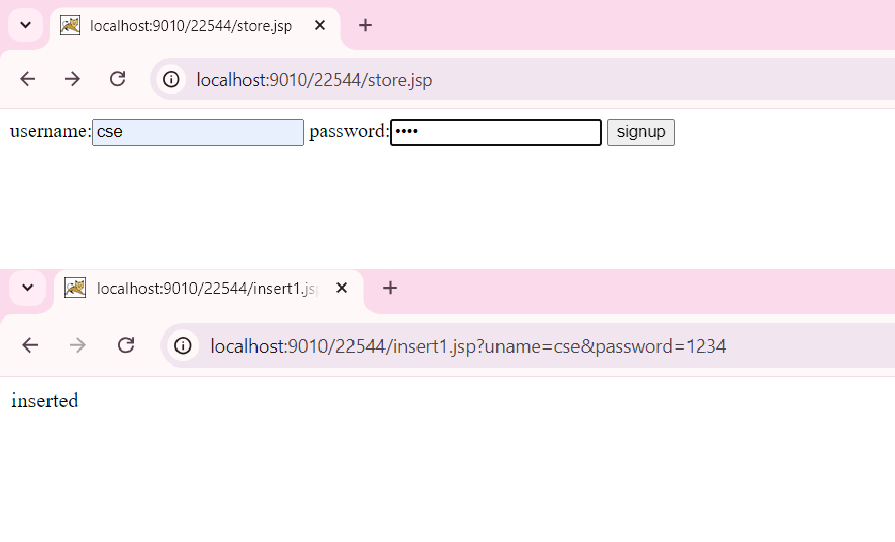 localhost:9010/22544/store.jsp
localhost:9010/22544/store.jsp
username:cse password:•••• signup
localhost:9010/22544/insert1.js
localhost:9010/22544/insert1.jsp?uname=cse&password=1234
inserted